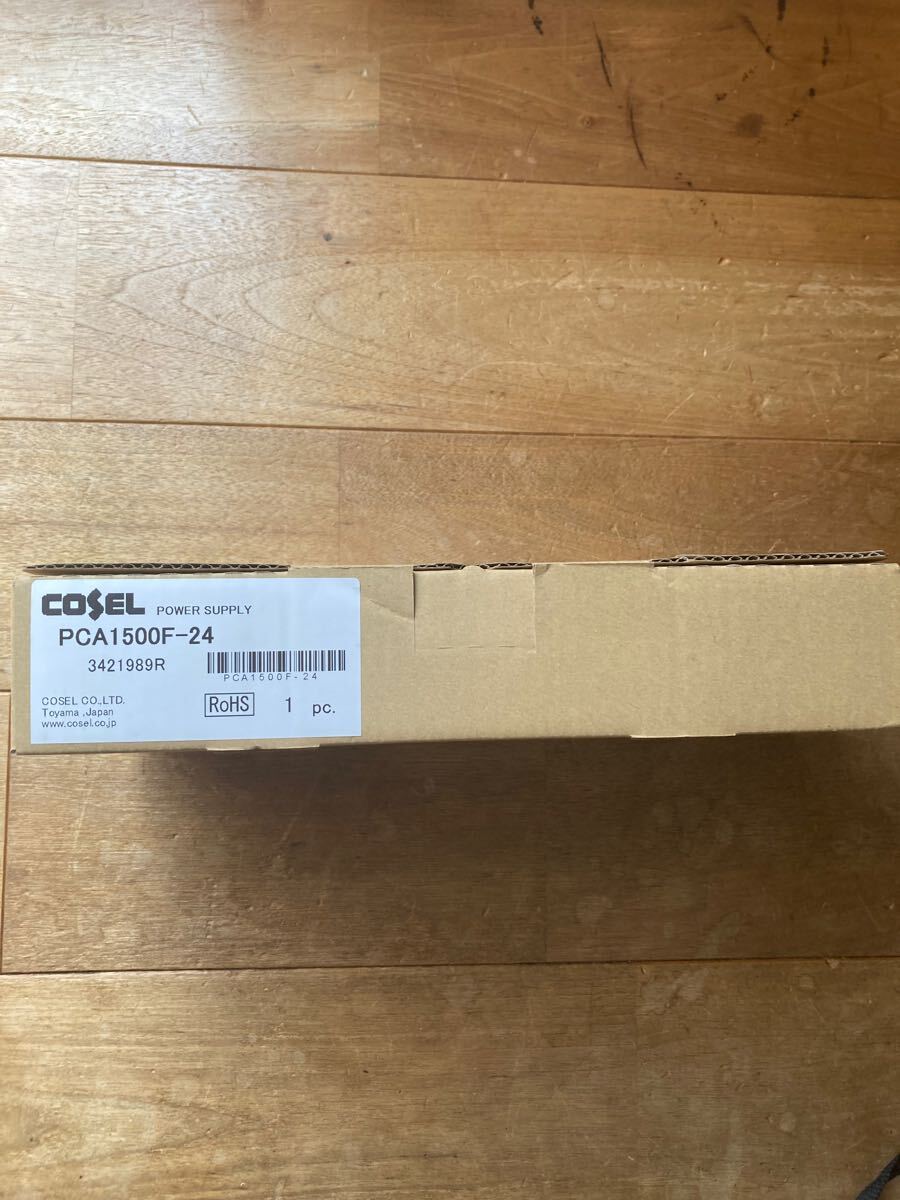 COSEL POWER SUPPLY
PCA1500F-24
3421989R
PCA1500F-24
COSEL CO.,LTD.
Toyama ,Japan
www.cosel.co.jp
RoHS 1 pc.